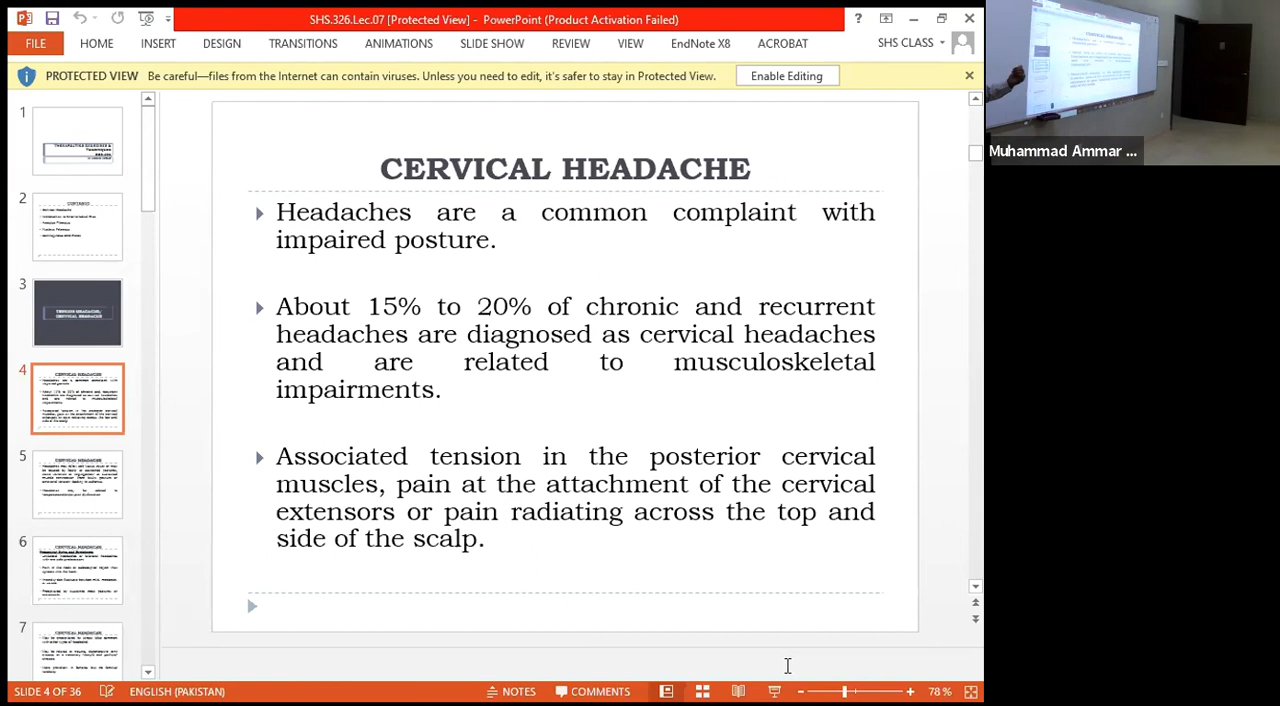 SHS.326.Lec.07 [Protected View] - PowerPoint (Product Activation Failed)
FILE HOME INSERT DESIGN TRANSITIONS ANIMATIONS SLIDE SHOW REVIEW VIEW EndNote X8 ACROBAT SHS CLASS
PROTECTED VIEW Be careful—files from the Internet can contain viruses. Unless you need to edit, it's safer to stay in Protected View. Enable Editing
Muhammad Ammar ...
1
2
3
4
5
6
7
CERVICAL HEADACHE
Headaches are a common complaint with
impaired posture.
About 15% to 20% of chronic and recurrent
headaches are diagnosed as cervical headaches
and are related to musculoskeletal
impairments.
Associated tension in the posterior cervical
muscles, pain at the attachment of the cervical
extensors or pain radiating across the top and
side of the scalp.
SLIDE 4 OF 36 ENGLISH (PAKISTAN) NOTES COMMENTS 78 %